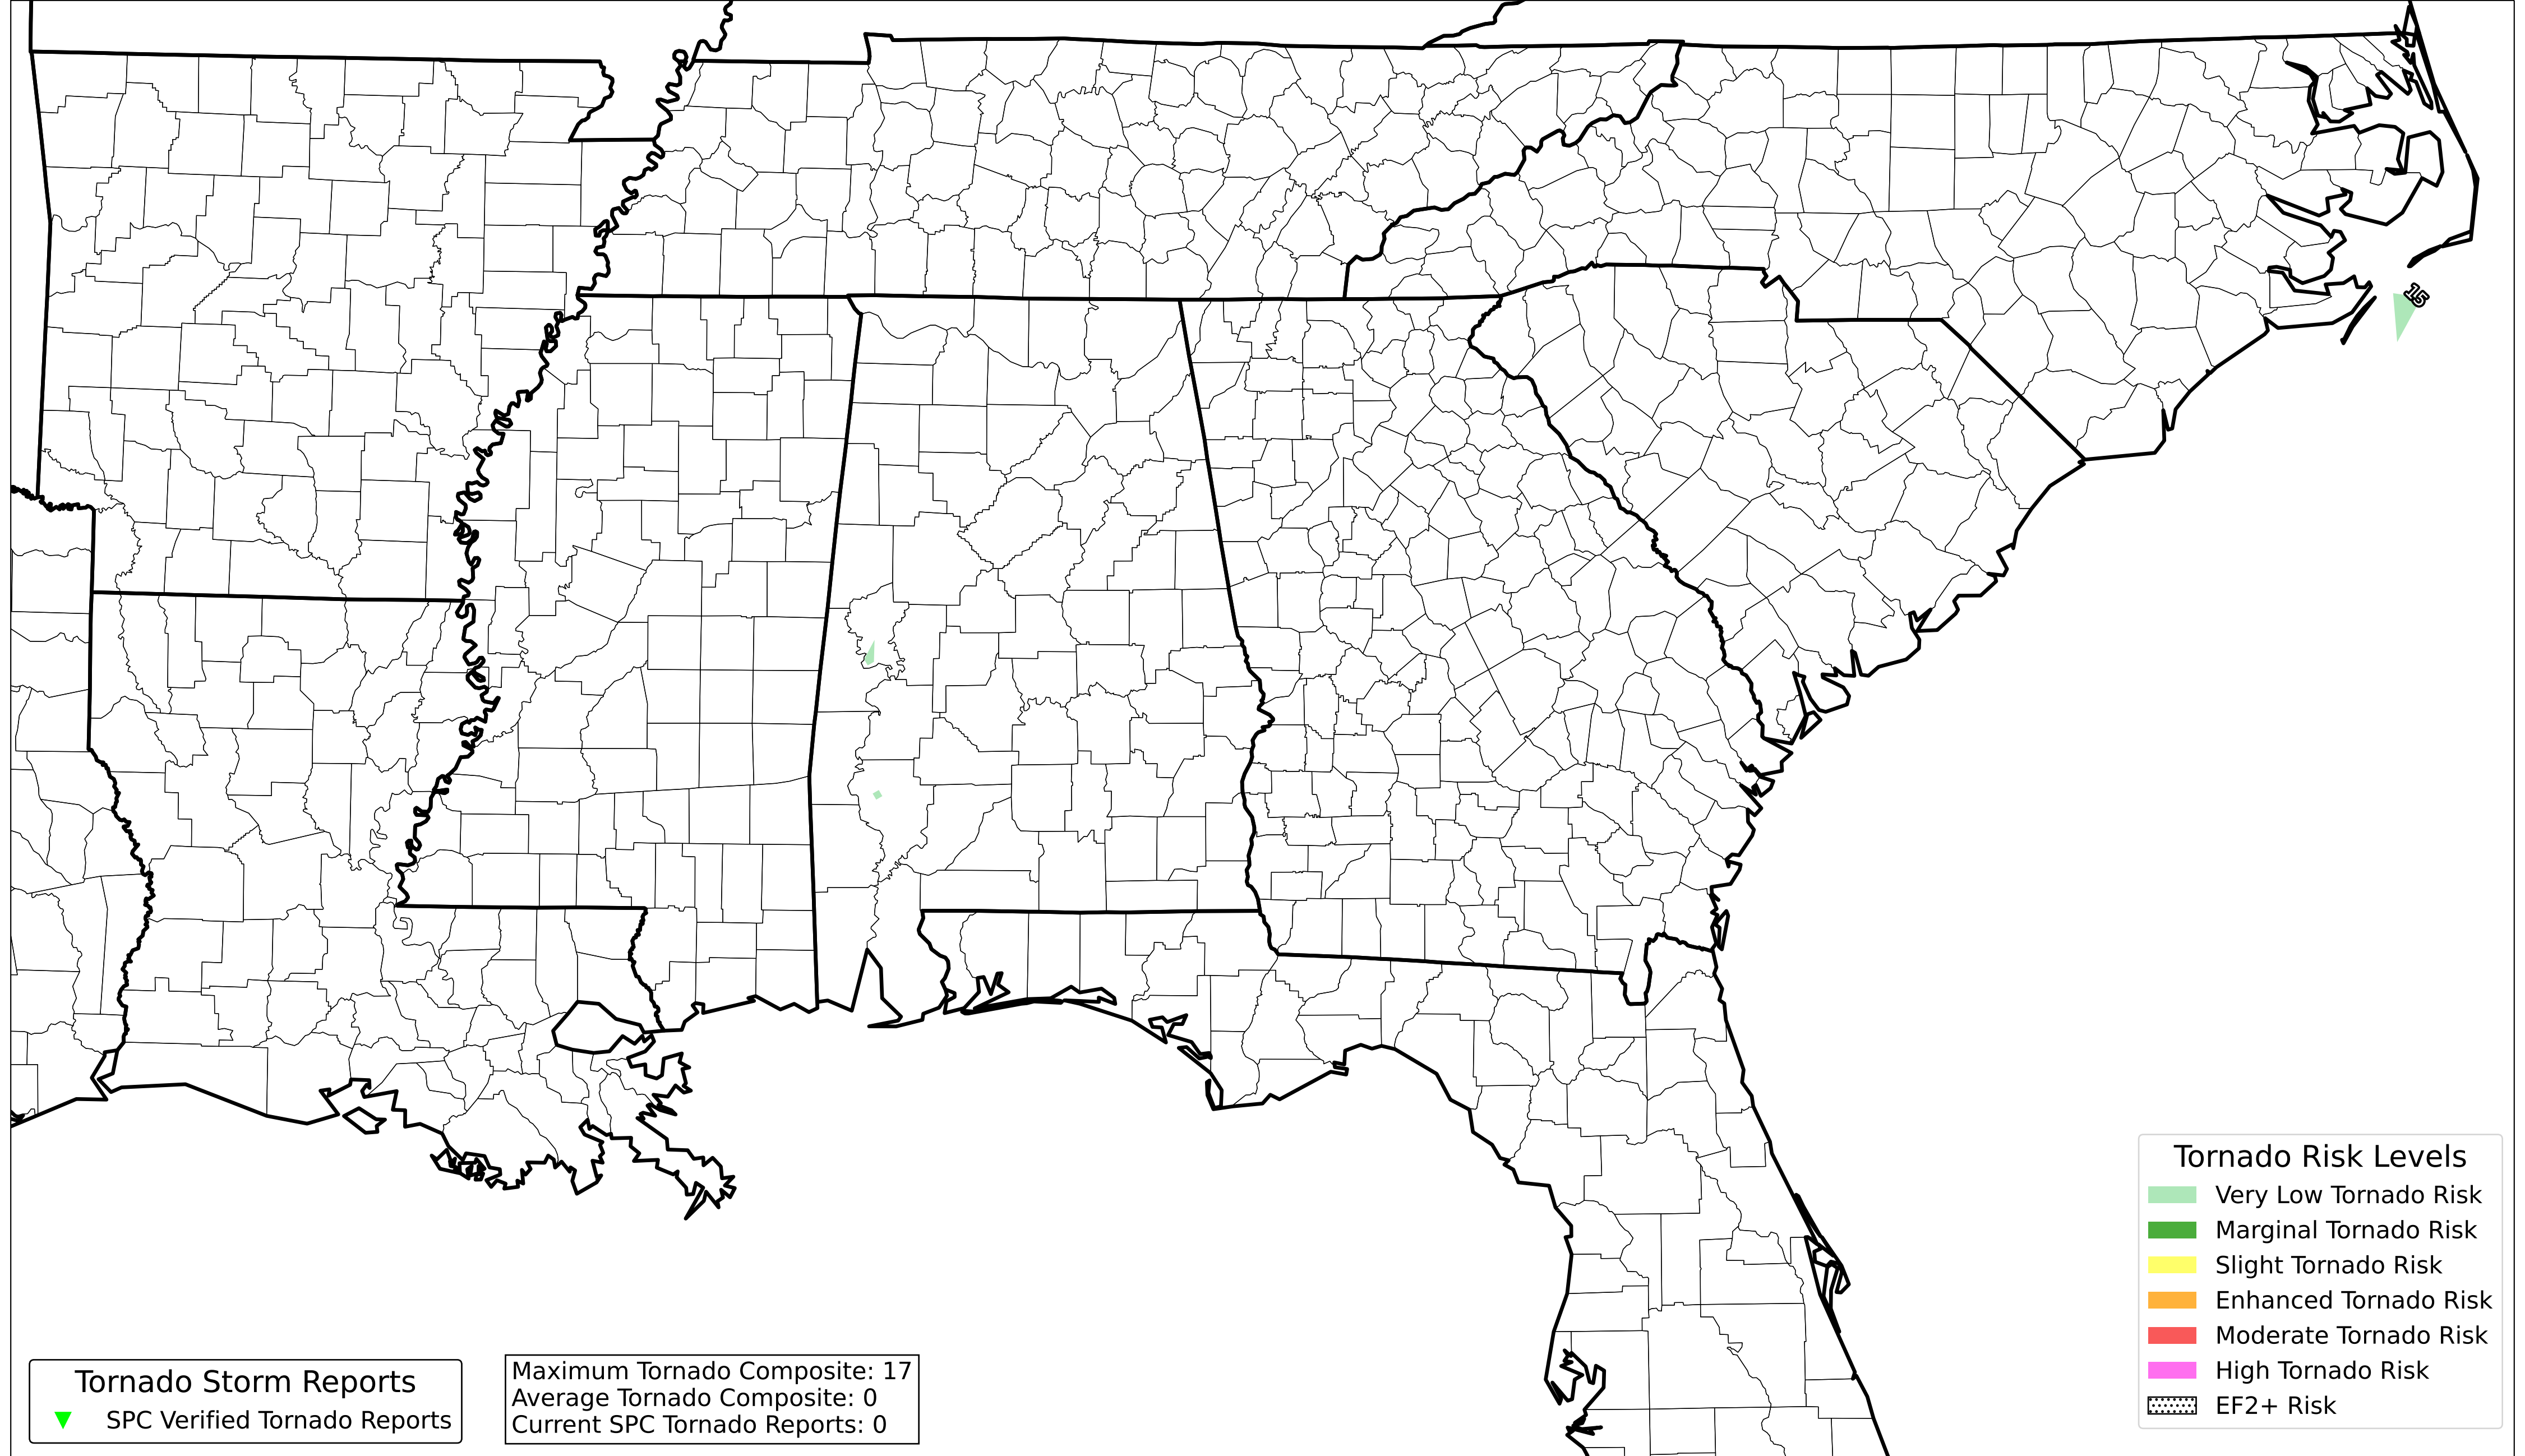 15
Tornado Risk Levels
Very Low Tornado Risk
Marginal Tornado Risk
Slight Tornado Risk
Enhanced Tornado Risk
Moderate Tornado Risk
High Tornado Risk
EF2+ Risk
Tornado Storm Reports
SPC Verified Tornado Reports
Maximum Tornado Composite: 17
Average Tornado Composite: 0
Current SPC Tornado Reports: 0